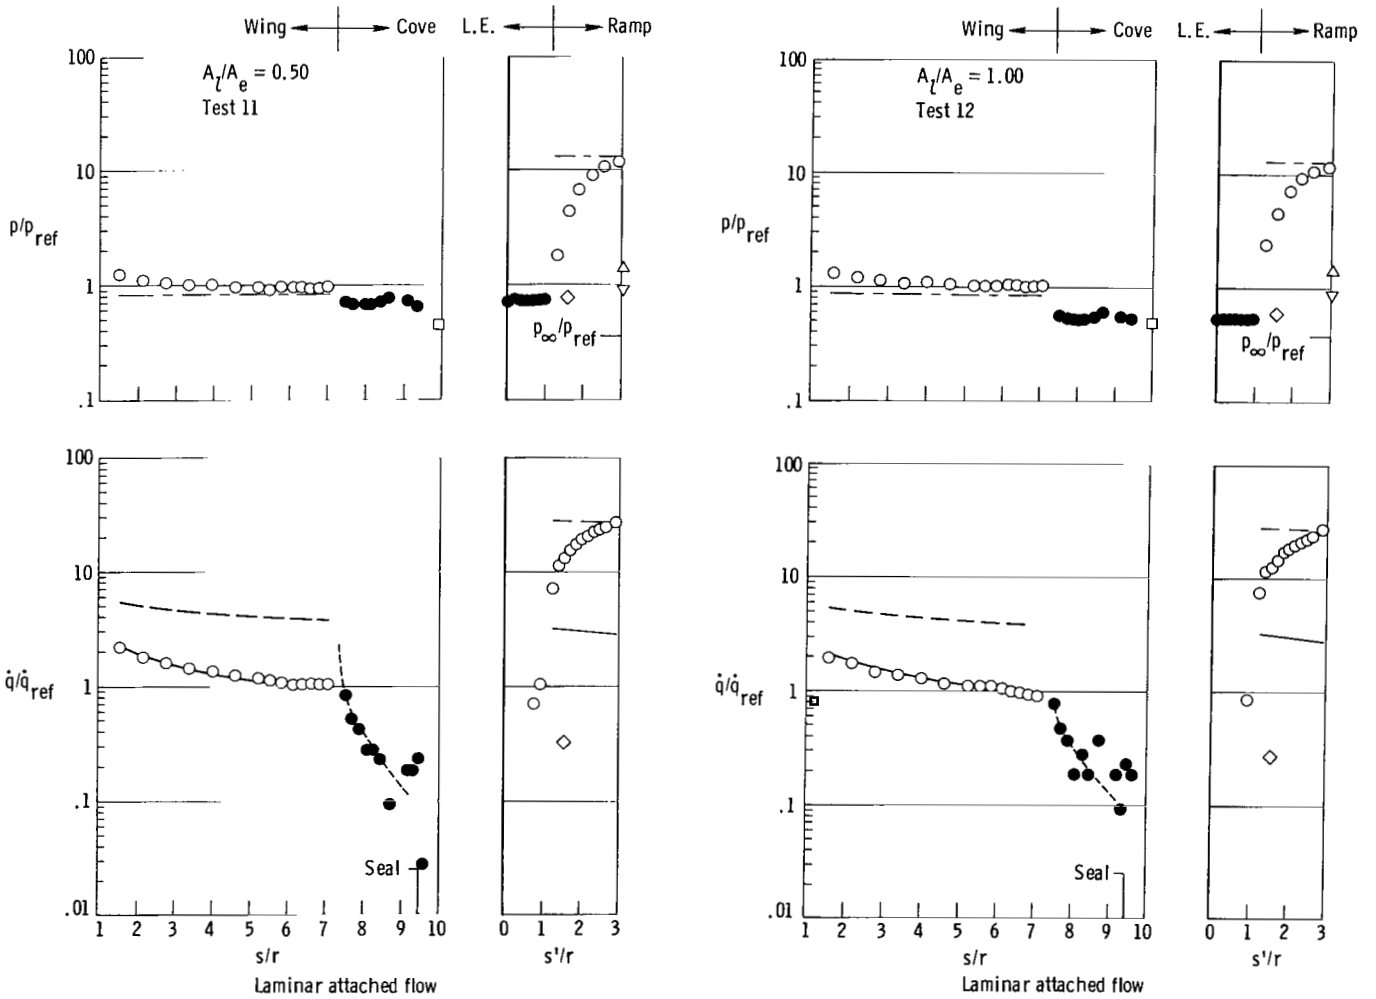 Wing Cove L.E. Ramp
A_l/A_e = 0.50
Test 11
100
10
1
.1
p/p_ref
p_∞/p_ref
100
10
1
.1
.01
q̇/q̇_ref
Seal
1 2 3 4 5 6 7 8 9 10
s/r
0 1 2 3
s'/r
Laminar attached flow
Wing Cove L.E. Ramp
A_l/A_e = 1.00
Test 12
100
10
1
.1
p/p_ref
p_∞/p_ref
100
10
1
.1
.01
q̇/q̇_ref
Seal
1 2 3 4 5 6 7 8 9 10
s/r
0 1 2 3
s'/r
Laminar attached flow